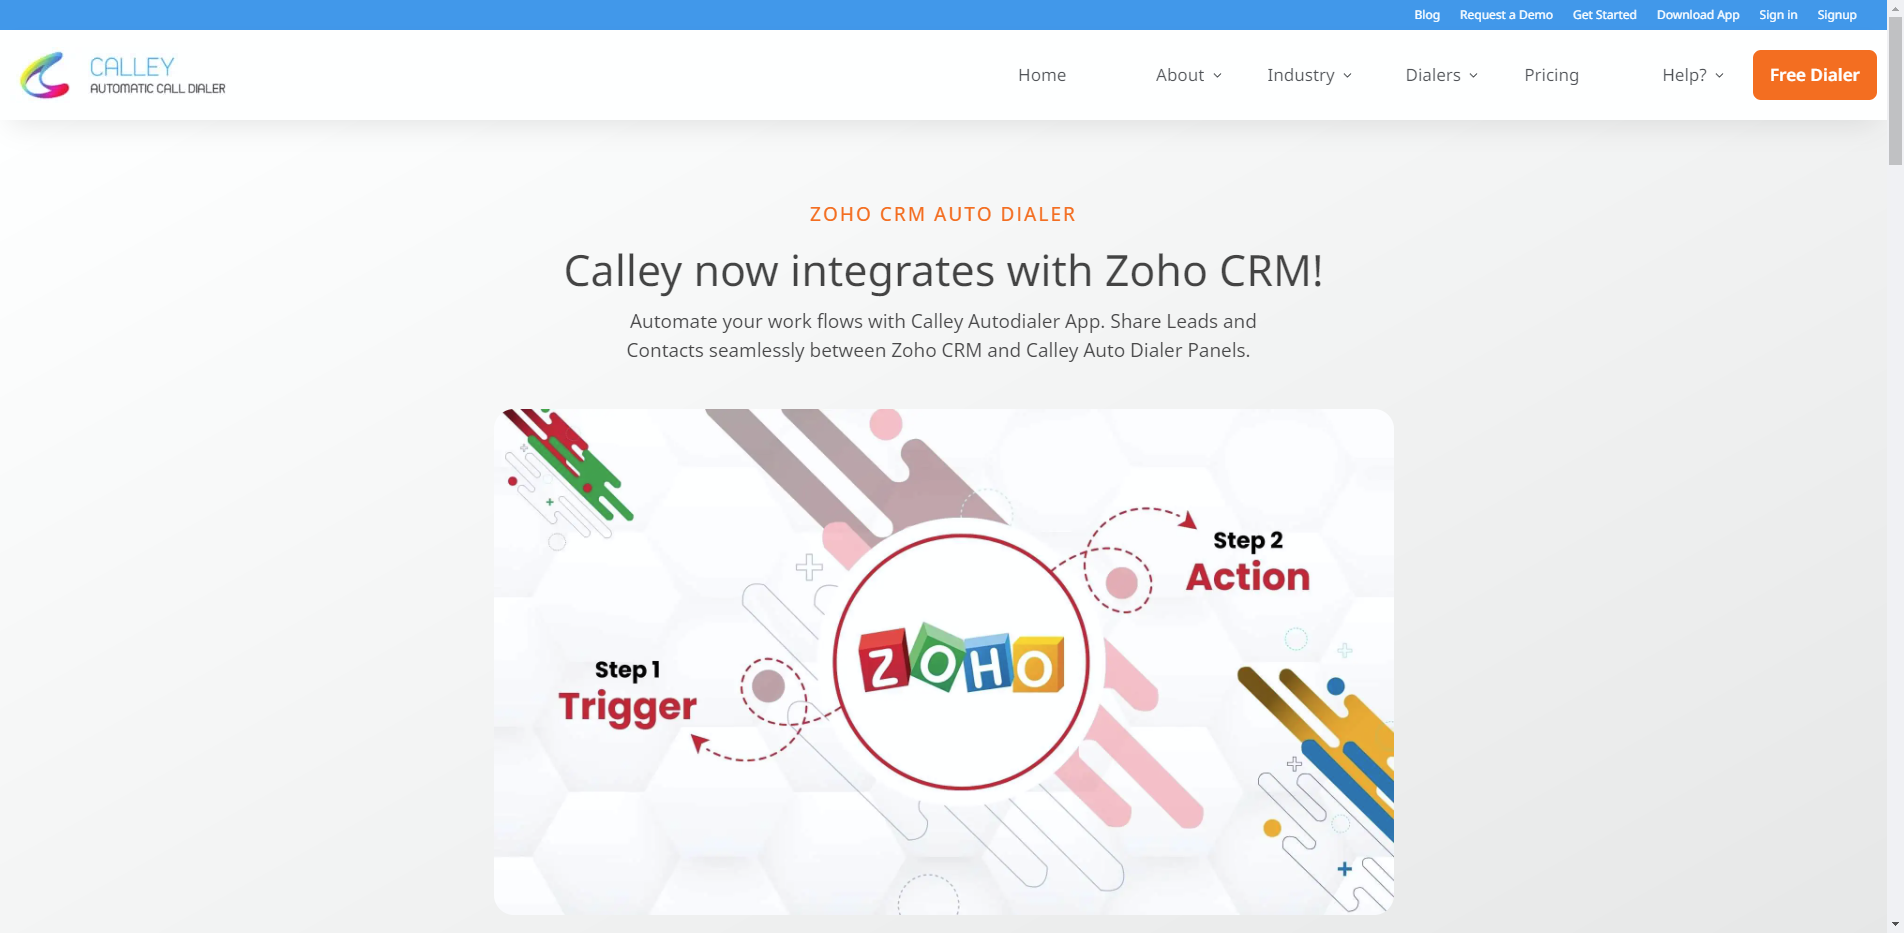 Blog Request a Demo Get Started Download App Sign in Signup
CALLEY
AUTOMATIC CALL DIALER
Home About Industry Dialers Pricing Help? Free Dialer
ZOHO CRM AUTO DIALER
Calley now integrates with Zoho CRM!
Automate your work flows with Calley Autodialer App. Share Leads and
Contacts seamlessly between Zoho CRM and Calley Auto Dialer Panels.
Step 2
Action
ZOHO
Step 1
Trigger